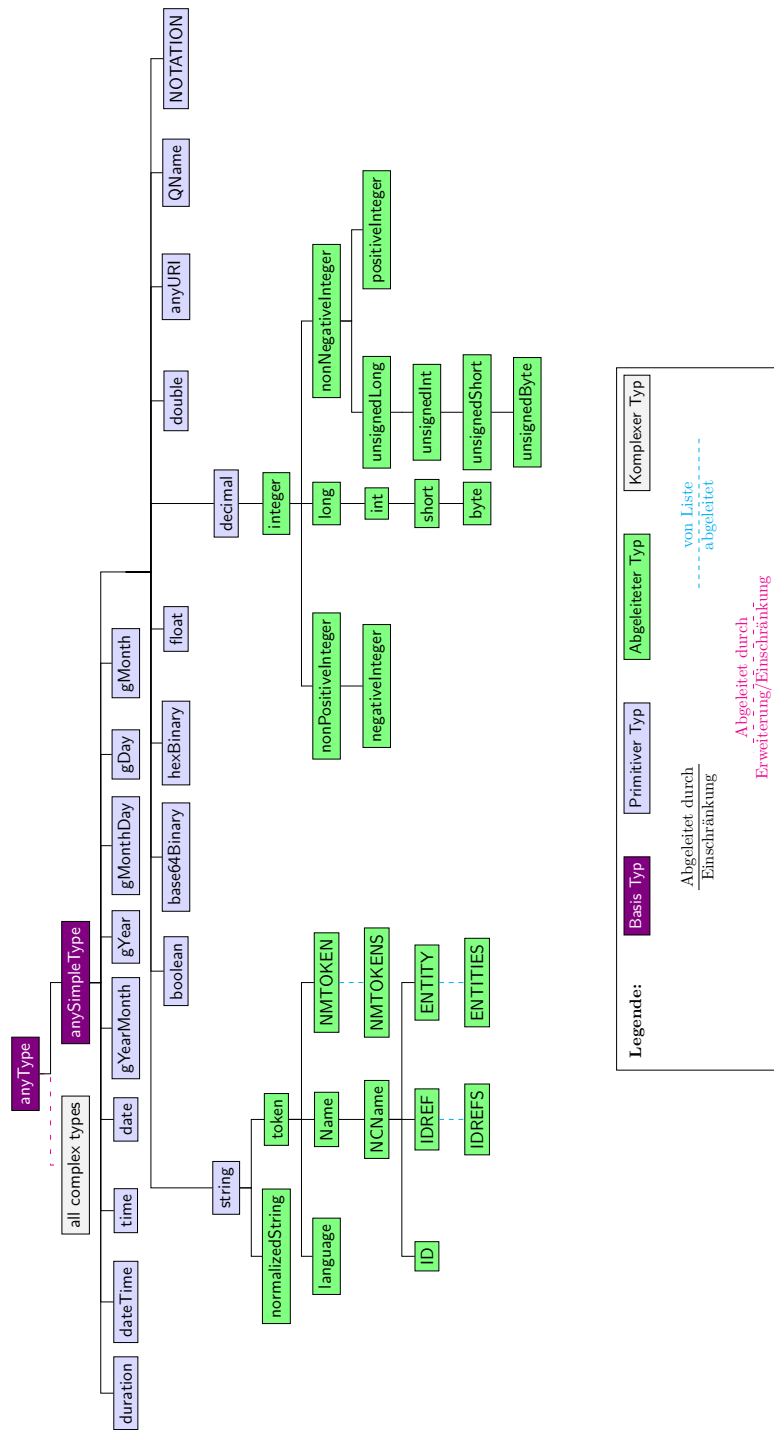 anyType
all complex types
anySimpleType
duration
dateTime
time
date
gYearMonth
gYear
gMonthDay
gDay
gMonth
boolean
base64Binary
hexBinary
float
double
anyURI
QName
NOTATION
string
decimal
normalizedString
token
integer
language
Name
NMTOKEN
nonPositiveInteger
long
nonNegativeInteger
NCName
NMTOKENS
negativeInteger
int
unsignedLong
positiveInteger
ID
IDREF
ENTITY
short
unsignedInt
IDREFS
ENTITIES
byte
unsignedShort
unsignedByte
Legende:
Basis Typ
Primitiver Typ
Abgeleiteter Typ
Komplexer Typ
Abgeleitet durch
Einschränkung
von Liste
abgeleitet
Abgeleitet durch
Erweiterung/Einschränkung